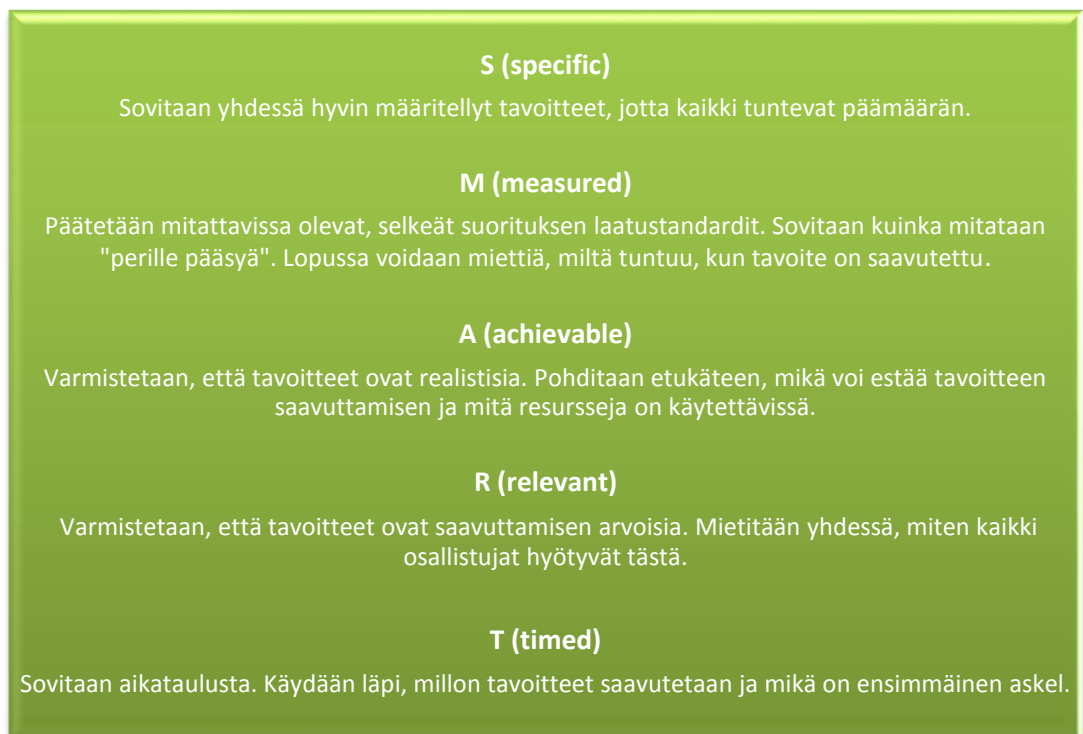 S (specific)
Sovitaan yhdessä hyvin määritellyt tavoitteet, jotta kaikki tuntevat päämäärän.
M (measured)
Päätetään mitattavissa olevat, selkeät suorituksen laatustandardit. Sovitaan kuinka mitataan
"perille pääsyä". Lopussa voidaan miettiä, miltä tuntuu, kun tavoite on saavutettu.
A (achievable)
Varmistetaan, että tavoitteet ovat realistisia. Pohditaan etukäteen, mikä voi estää tavoitteen
saavuttamisen ja mitä resursseja on käytettävissä.
R (relevant)
Varmistetaan, että tavoitteet ovat saavuttamisen arvoisia. Mietitään yhdessä, miten kaikki
osallistujat hyötyvät tästä.
T (timed)
Sovitaan aikataulusta. Käydään läpi, millon tavoitteet saavutetaan ja mikä on ensimmäinen askel.